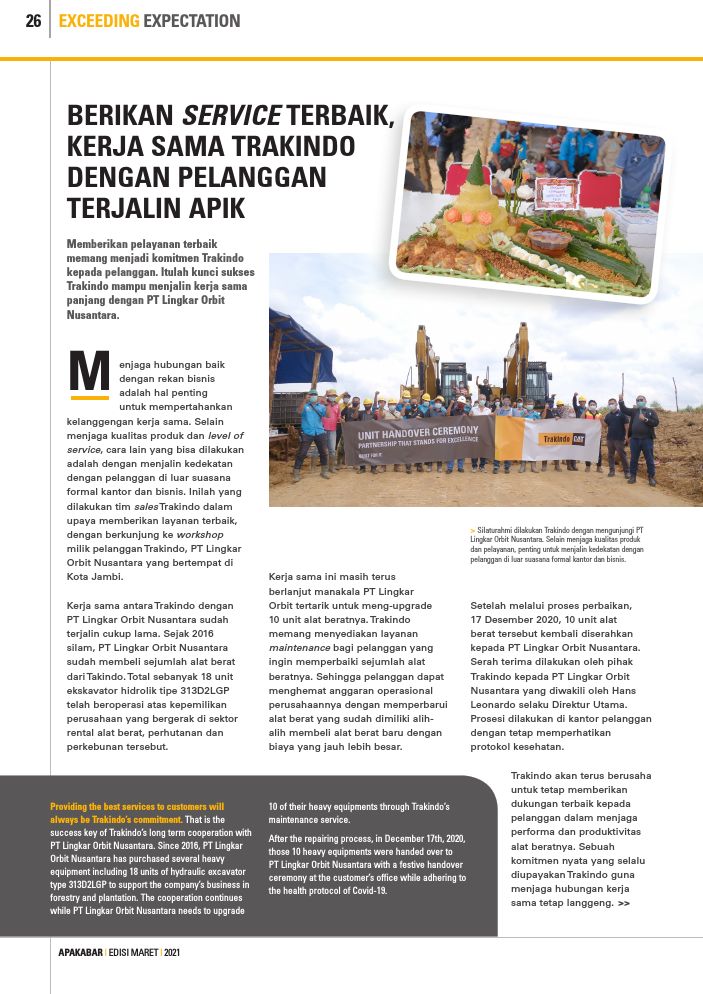 26 EXCEEDING EXPECTATION
BERIKAN SERVICE TERBAIK,
KERJA SAMA TRAKINDO
DENGAN PELANGGAN
TERJALIN APIK
Memberikan pelayanan terbaik
memang menjadi komitmen Trakindo
kepada pelanggan. Itulah kunci sukses
Trakindo mampu menjalin kerja sama
panjang dengan PT Lingkar Orbit
Nusantara.
Menjaga hubungan baik
dengan rekan bisnis
adalah hal penting
untuk mempertahankan
kelanggengan kerja sama. Selain
menjaga kualitas produk dan level of
service, cara lain yang bisa dilakukan
adalah dengan menjalin kedekatan
dengan pelanggan di luar suasana
formal kantor dan bisnis. Inilah yang
dilakukan tim sales Trakindo dalam
upaya memberikan layanan terbaik,
dengan berkunjung ke workshop
milik pelanggan Trakindo, PT Lingkar
Orbit Nusantara yang bertempat di
Kota Jambi.
Kerja sama antara Trakindo dengan
PT Lingkar Orbit Nusantara sudah
terjalin cukup lama. Sejak 2016
silam, PT Lingkar Orbit Nusantara
sudah membeli sejumlah alat berat
dari Takindo. Total sebanyak 18 unit
ekskavator hidrolik tipe 313D2LGP
telah beroperasi atas kepemilikan
perusahaan yang bergerak di sektor
rental alat berat, perhutanan dan
perkebunan tersebut.
UNIT HANDOVER CEREMONY
PARTNERSHIP THAT STANDS FOR EXCELLENCE
BUILT FOR IT
Trakindo CAT
> Silaturahmi dilakukan Trakindo dengan mengunjungi PT
Lingkar Orbit Nusantara. Selain menjaga kualitas produk
dan pelayanan, penting untuk menjalin kedekatan dengan
pelanggan di luar suasana formal kantor dan bisnis.
Kerja sama ini masih terus
berlanjut manakala PT Lingkar
Orbit tertarik untuk meng-upgrade
10 unit alat beratnya. Trakindo
memang menyediakan layanan
maintenance bagi pelanggan yang
ingin memperbaiki sejumlah alat
beratnya. Sehingga pelanggan dapat
menghemat anggaran operasional
perusahaannya dengan memperbarui
alat berat yang sudah dimiliki alih-
alih membeli alat berat baru dengan
biaya yang jauh lebih besar.
Setelah melalui proses perbaikan,
17 Desember 2020, 10 unit alat
berat tersebut kembali diserahkan
kepada PT Lingkar Orbit Nusantara.
Serah terima dilakukan oleh pihak
Trakindo kepada PT Lingkar Orbit
Nusantara yang diwakili oleh Hans
Leonardo selaku Direktur Utama.
Prosesi dilakukan di kantor pelanggan
dengan tetap memperhatikan
protokol kesehatan.
Trakindo akan terus berusaha
untuk tetap memberikan
dukungan terbaik kepada
pelanggan dalam menjaga
performa dan produktivitas
alat beratnya. Sebuah
komitmen nyata yang selalu
diupayakan Trakindo guna
menjaga hubungan kerja
sama tetap langgeng. >>
Providing the best services to customers will
always be Trakindo's commitment. That is the
success key of Trakindo's long term cooperation with
PT Lingkar Orbit Nusantara. Since 2016, PT Lingkar
Orbit Nusantara has purchased several heavy
equipment including 18 units of hydraulic excavator
type 313D2LGP to support the company's business in
forestry and plantation. The cooperation continues
while PT Lingkar Orbit Nusantara needs to upgrade
10 of their heavy equipments through Trakindo's
maintenance service.
After the repairing process, in December 17th, 2020,
those 10 heavy equipments were handed over to
PT Lingkar Orbit Nusantara with a festive handover
ceremony at the customer's office while adhering to
the health protocol of Covid-19.
APAKABAR | EDISI MARET | 2021